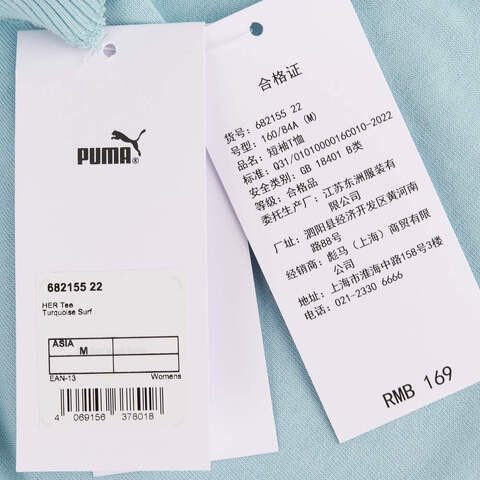 PUMA®
682155 22
HER Tee
Turquoise Surf
ASIA
M
EAN-13 Womens
4 069156 378018
合格证
货号: 682155 22
号型: 160/84A (M)
品名: 短袖T恤
标准: Q31/0101000016C010-2022
安全类别: GB 18401 B类
等级: 合格品
委托生产厂: 江苏东洲服装有
限公司
厂址: 泗阳县经济开发区黄河南
路88号
经销商: 彪马(上海)商贸有限
公司
地址: 上海市淮海中路158号3楼
电话: 021-2330 6666
RMB 169